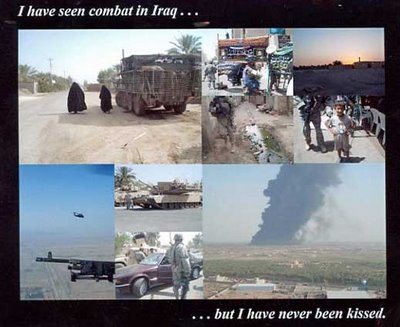 I have seen combat in Iraq . . .
. . . but I have never been kissed.